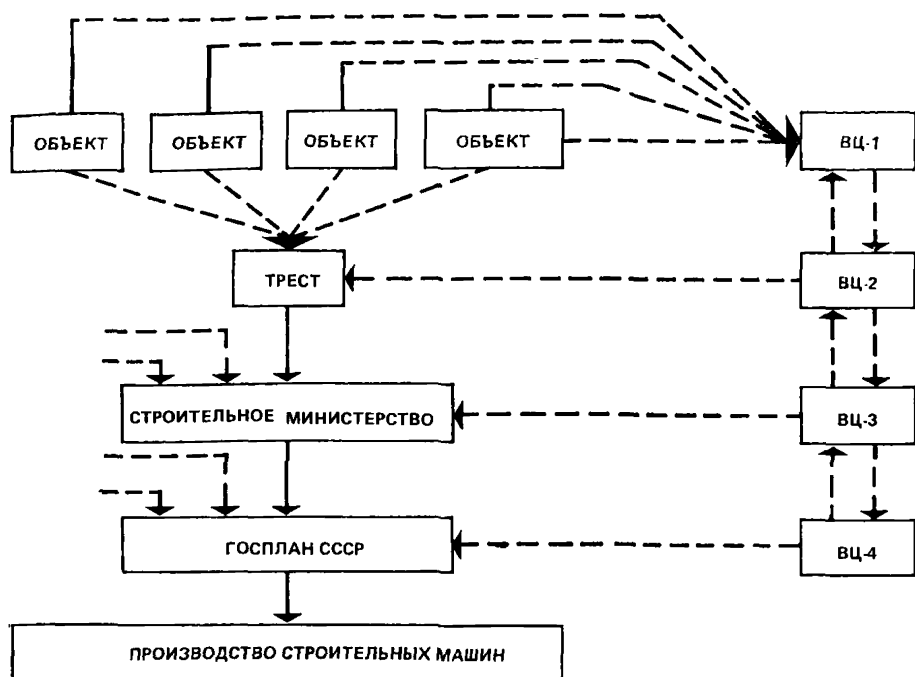 ОБЪЕКТ ОБЪЕКТ ОБЪЕКТ ОБЪЕКТ ВЦ-1
ТРЕСТ ВЦ-2
СТРОИТЕЛЬНОЕ МИНИСТЕРСТВО ВЦ-3
ГОСПЛАН СССР ВЦ-4
ПРОИЗВОДСТВО СТРОИТЕЛЬНЫХ МАШИН